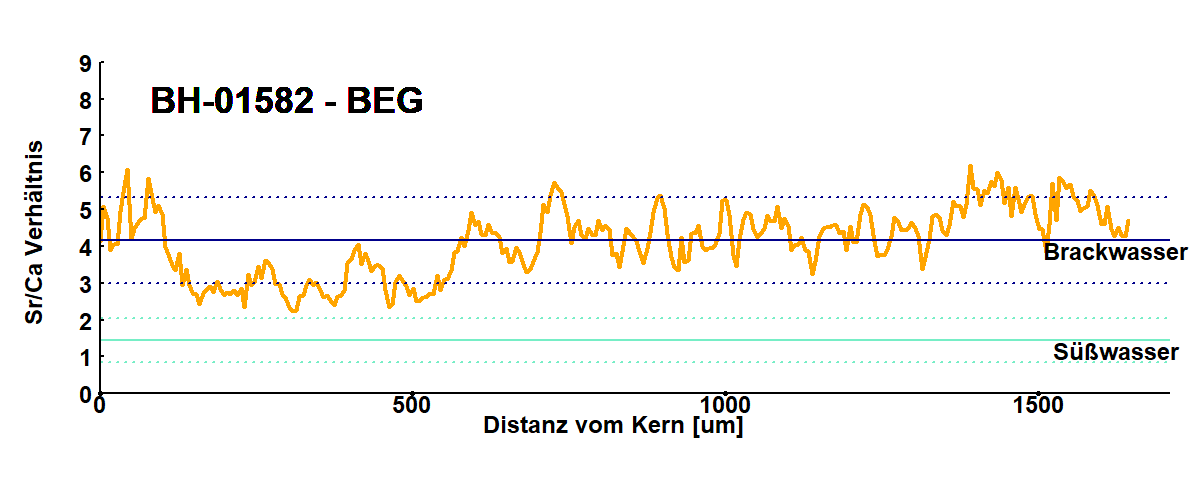 BH-01582 - BEG
Sr/Ca Verhältnis
9
8
7
6
5
4
3
2
1
0
Brackwasser
Süßwasser
0 500 1000 1500
Distanz vom Kern [um]